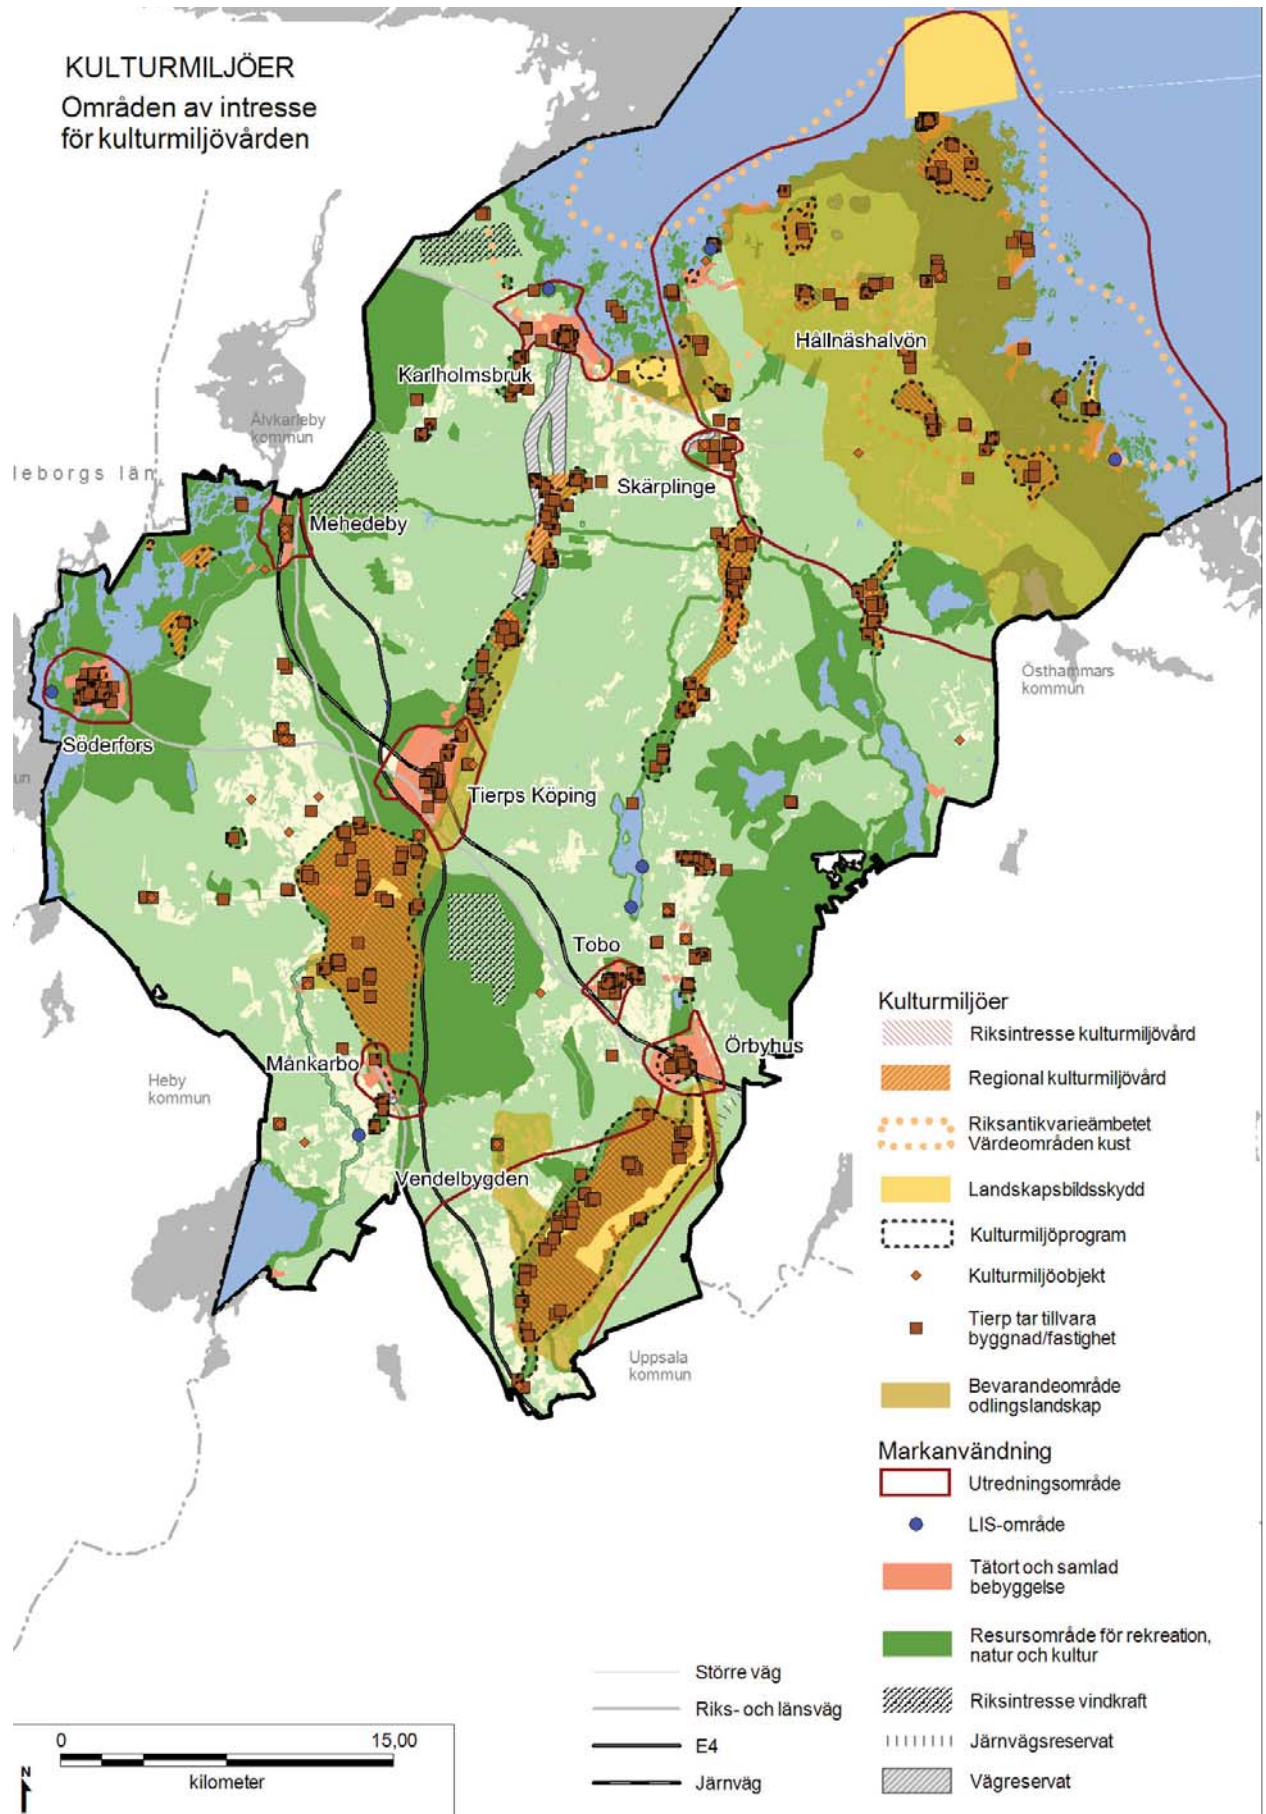 KULTURMILJÖER
Områden av intresse
för kulturmiljövården
Hållnäshalvön
Karlholmsbruk
Älvkarleby
kommun
leborgs län
Skärplinge
Mehedeby
Östhammars
kommun
Söderfors
un
Tierps Köping
Tobo
Örbyhus
Månkarbo
Heby
kommun
Vendelbygden
Uppsala
kommun
Kulturmiljöer
Riksintresse kulturmiljövård
Regional kulturmiljövård
Riksantikvarieämbetet
Värdeområden kust
Landskapsbildsskydd
Kulturmiljöprogram
Kulturmiljöobjekt
Tierp tar tillvara
byggnad/fastighet
Bevarandeområde
odlingslandskap
Markanvändning
Utredningsområde
LIS-område
Tätort och samlad
bebyggelse
Resursområde för rekreation,
natur och kultur
Riksintresse vindkraft
Järnvägsreservat
Vägreservat
Större väg
Riks- och länsväg
E4
Järnväg
0 15,00
kilometer
N